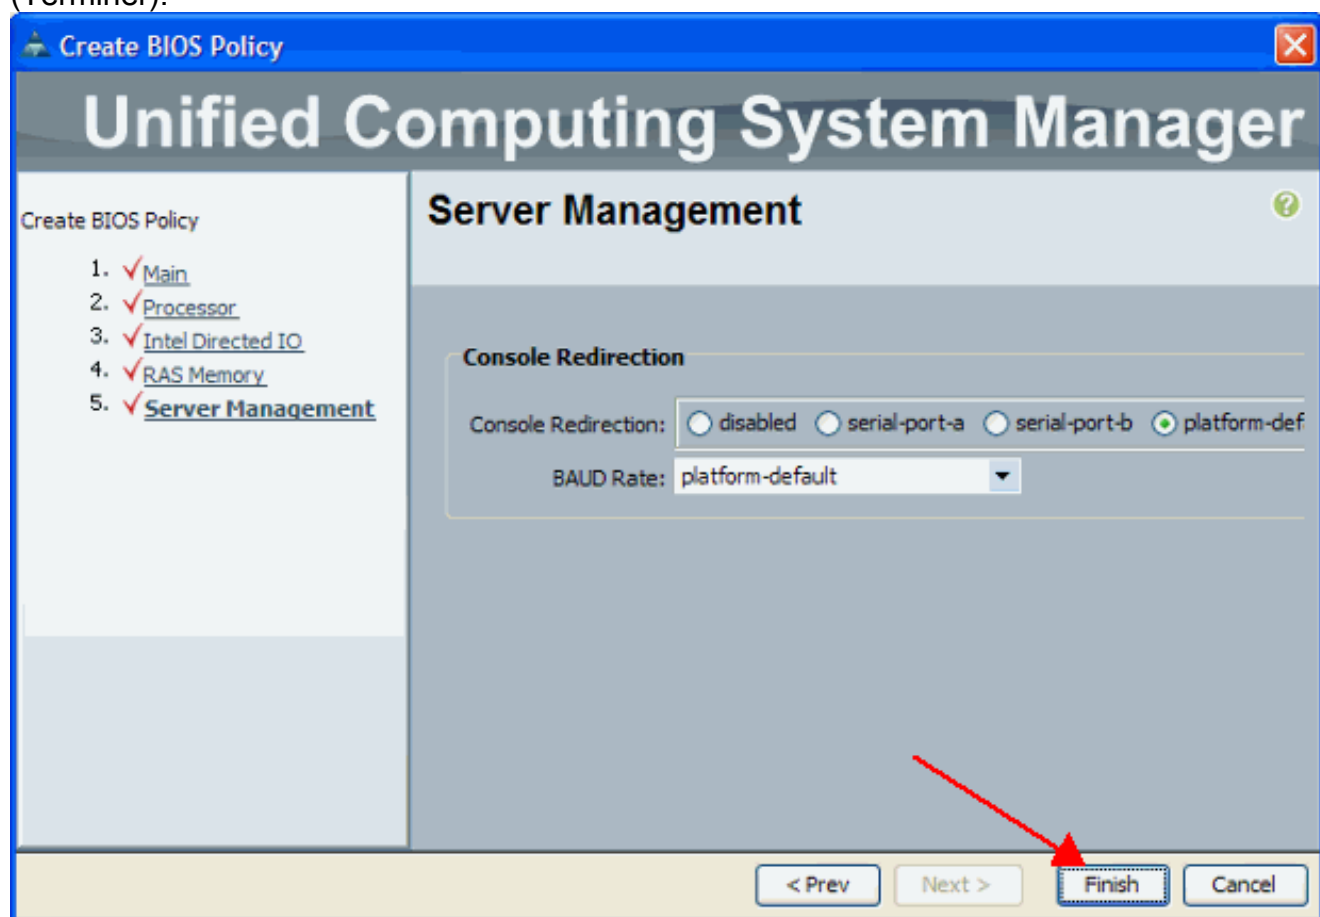 (Terminer).
Create BIOS Policy
Unified Computing System Manager
Create BIOS Policy
1. Main
2. Processor
3. Intel Directed IO
4. RAS Memory
5. Server Management
Server Management
?
Console Redirection
Console Redirection: disabled serial-port-a serial-port-b platform-def
BAUD Rate: platform-default
< Prev Next > Finish Cancel